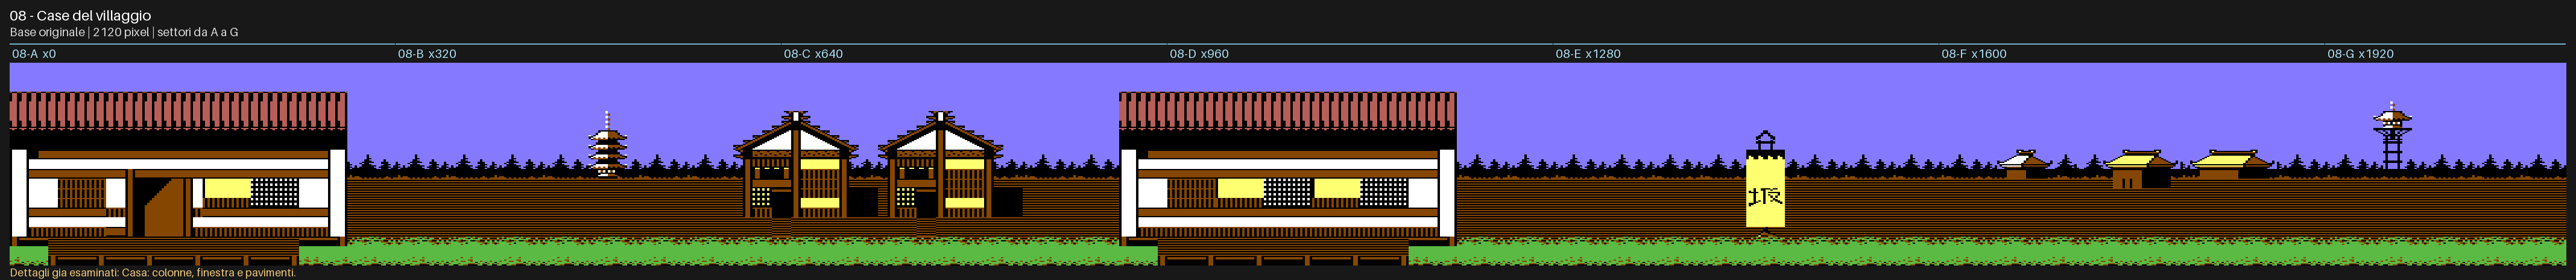 08 - Case del villaggio
Base originale | 2120 pixel | settori da A a G
08-A x0
08-B x320
08-C x640
08-D x960
08-E x1280
08-F x1600
08-G x1920
Dettagli gia esaminati: Casa: colonne, finestra e pavimenti.